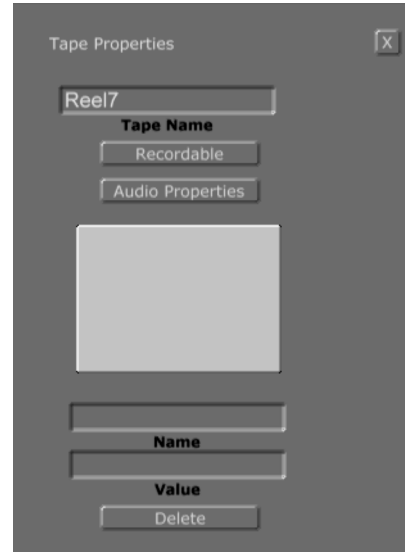 Tape Properties
X
Reel7
Tape Name
Recordable
Audio Properties
Name
Value
Delete